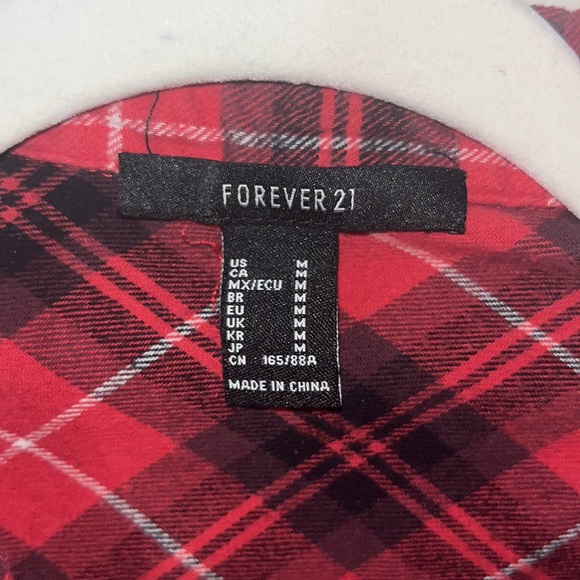 FOREVER 21
US M
CA M
MX/ECU M
BR M
EU M
UK M
KR M
JP M
CN 165/88A
MADE IN CHINA